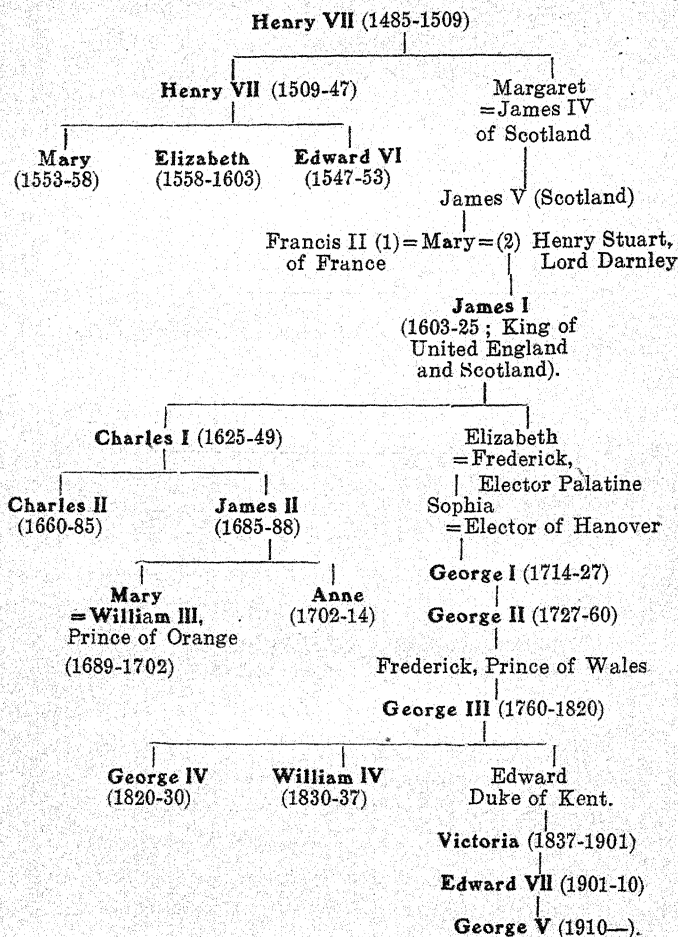 Henry VII (1485-1509)
Henry VII (1509-47)
Margaret
=James IV
of Scotland
Mary
(1553-58)
Elizabeth
(1558-1603)
Edward VI
(1547-53)
James V (Scotland)
Francis II (1)=Mary=(2) Henry Stuart,
of France
Lord Darnley
James I
(1603-25 ; King of
United England
and Scotland).
Charles I (1625-49)
Elizabeth
=Frederick,
Elector Palatine
Charles II
(1660-85)
James II
(1685-88)
Sophia
=Elector of Hanover
Mary
=William III,
Prince of Orange
(1689-1702)
Anne
(1702-14)
George I (1714-27)
George II (1727-60)
Frederick, Prince of Wales
George III (1760-1820)
George IV
(1820-30)
William IV
(1830-37)
Edward
Duke of Kent.
Victoria (1837-1901)
Edward VII (1901-10)
George V (1910—).